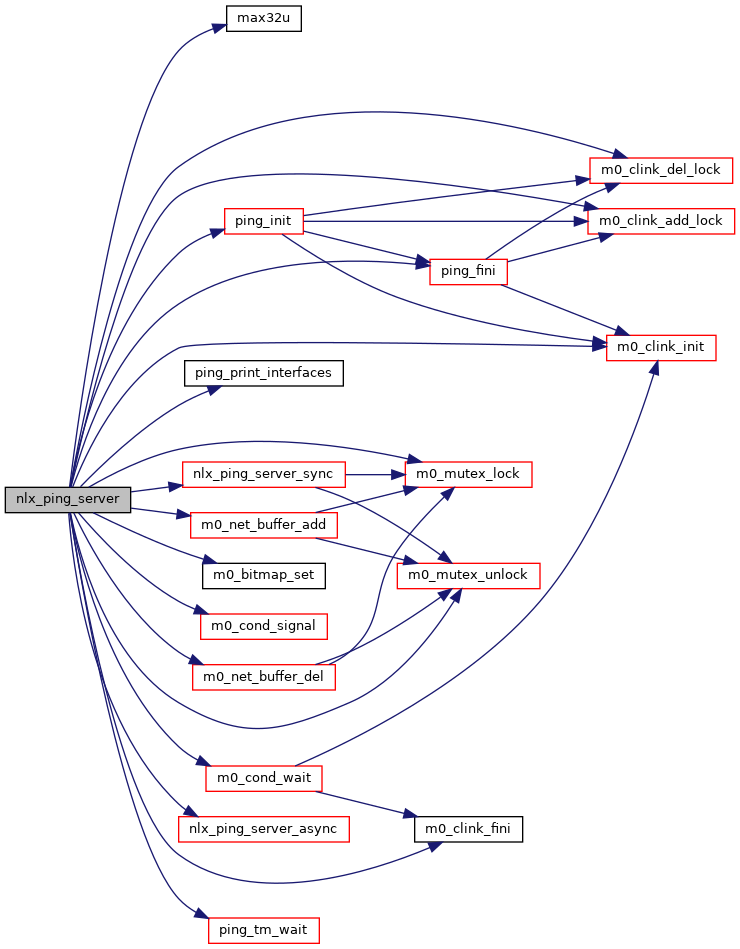 max32u
m0_clink_del_lock
ping_init
m0_clink_add_lock
ping_fini
m0_clink_init
ping_print_interfaces
nlx_ping_server_sync
m0_mutex_lock
nlx_ping_server
m0_net_buffer_add
m0_bitmap_set
m0_mutex_unlock
m0_cond_signal
m0_net_buffer_del
m0_cond_wait
nlx_ping_server_async
m0_clink_fini
ping_tm_wait